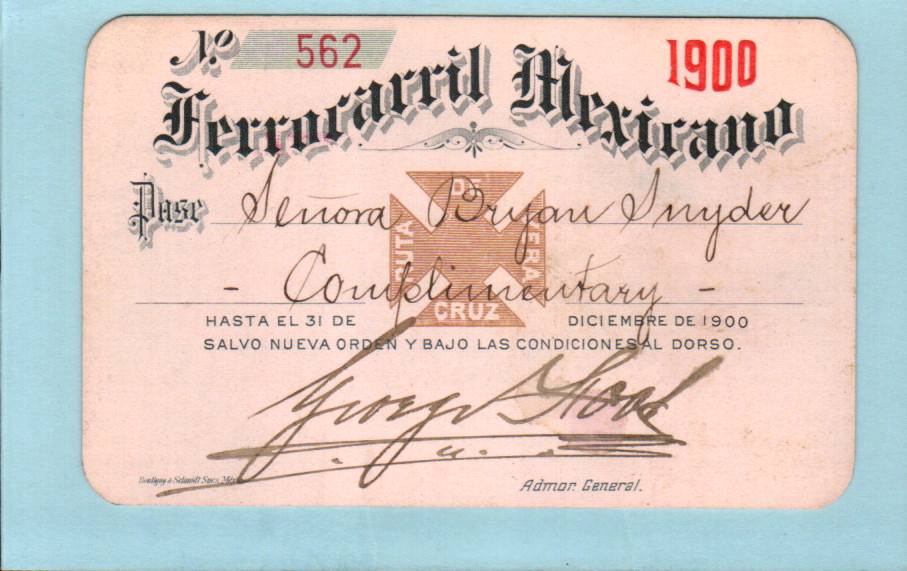 Nº 562
1900
Ferrocarril Mexicano
Pase Señora Bryan Snyder
- Complimentary -
RUTA DE VERA CRUZ
HASTA EL 31 DE DICIEMBRE DE 1900
SALVO NUEVA ORDEN Y BAJO LAS CONDICIONES AL DORSO.
Admor. General.